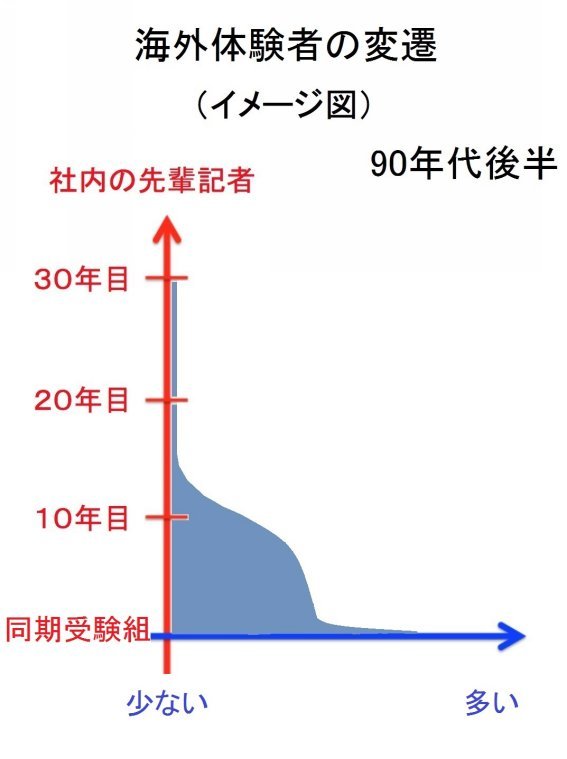 海外体験者の変遷
（イメージ図）
90年代後半
社内の先輩記者
30年目
20年目
10年目
同期受験組
少ない
多い